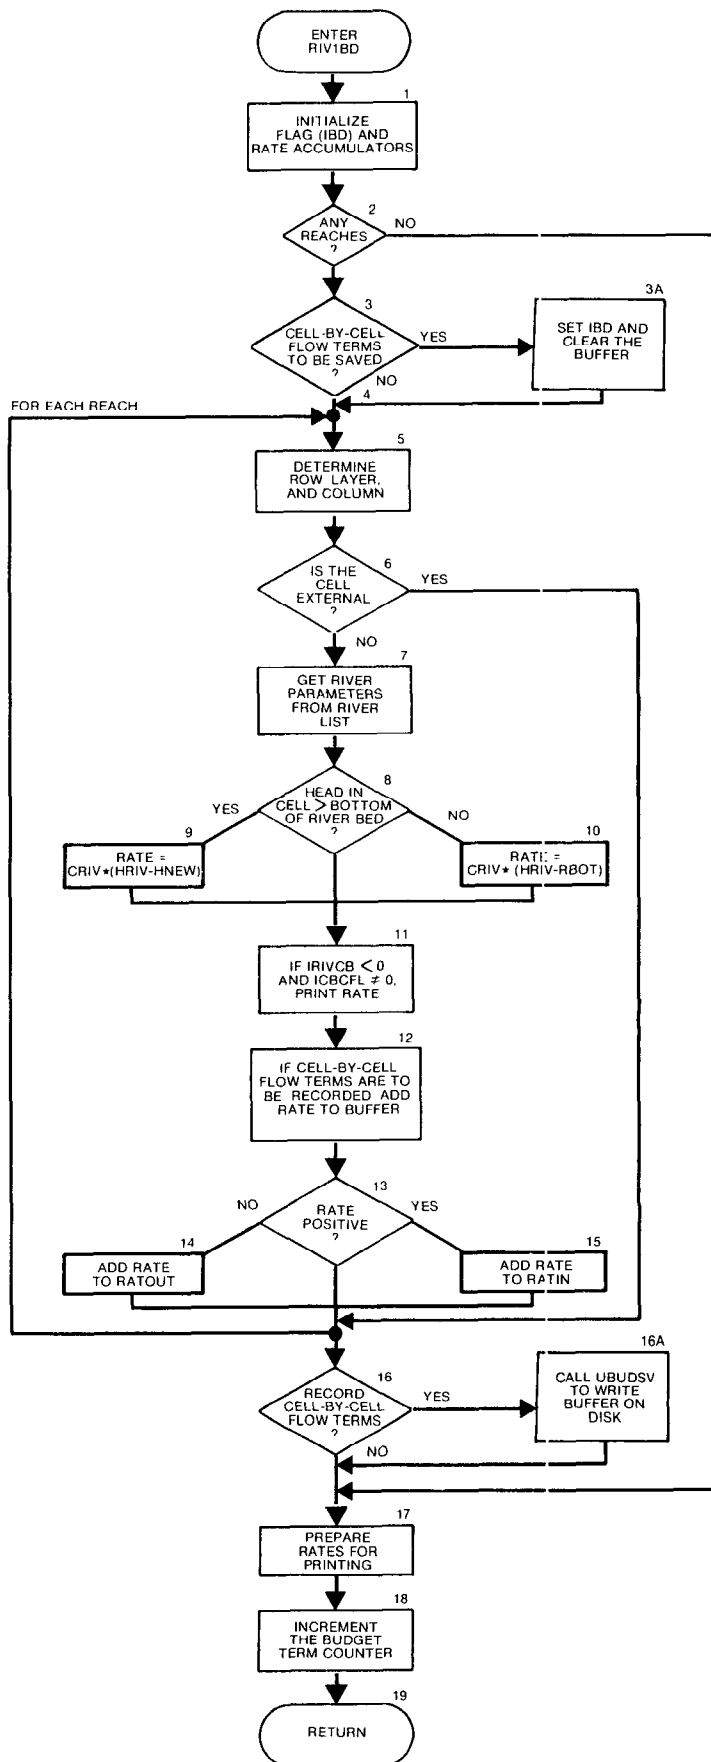 ENTER
RIV1BD
1
INITIALIZE
FLAG (IBD) AND
RATE ACCUMULATORS
2
ANY
REACHES
?
NO
3
CELL-BY-CELL
FLOW TERMS
TO BE SAVED
?
YES
NO
3A
SET IBD AND
CLEAR THE
BUFFER
4
FOR EACH REACH
5
DETERMINE
ROW LAYER,
AND COLUMN
6
IS THE
CELL
EXTERNAL
?
YES
NO
7
GET RIVER
PARAMETERS
FROM RIVER
LIST
8
HEAD IN
CELL > BOTTOM
OF RIVER BED
?
YES
NO
9
RATE =
CRIV*(HRIV-HNEW)
10
RATE =
CRIV* (HRIV-RBOT)
11
IF IRIVCB < 0
AND ICBCFL ≠ 0,
PRINT RATE
12
IF CELL-BY-CELL
FLOW TERMS ARE TO
BE RECORDED ADD
RATE TO BUFFER
13
RATE
POSITIVE
?
NO
YES
14
ADD RATE
TO RATOUT
15
ADD RATE
TO RATIN
16
RECORD
CELL-BY-CELL
FLOW TERMS
?
YES
NO
16A
CALL UBUDSV
TO WRITE
BUFFER ON
DISK
17
PREPARE
RATES FOR
PRINTING
18
INCREMENT
THE BUDGET
TERM COUNTER
19
RETURN